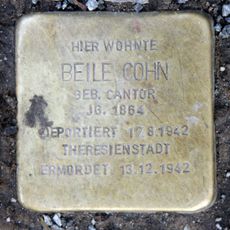 HIER WOHNTE
BEILE COHN
GEB. CANTOR
JG. 1864
DEPORTIERT 17.8.1942
THERESIENSTADT
ERMORDET 13.12.1942